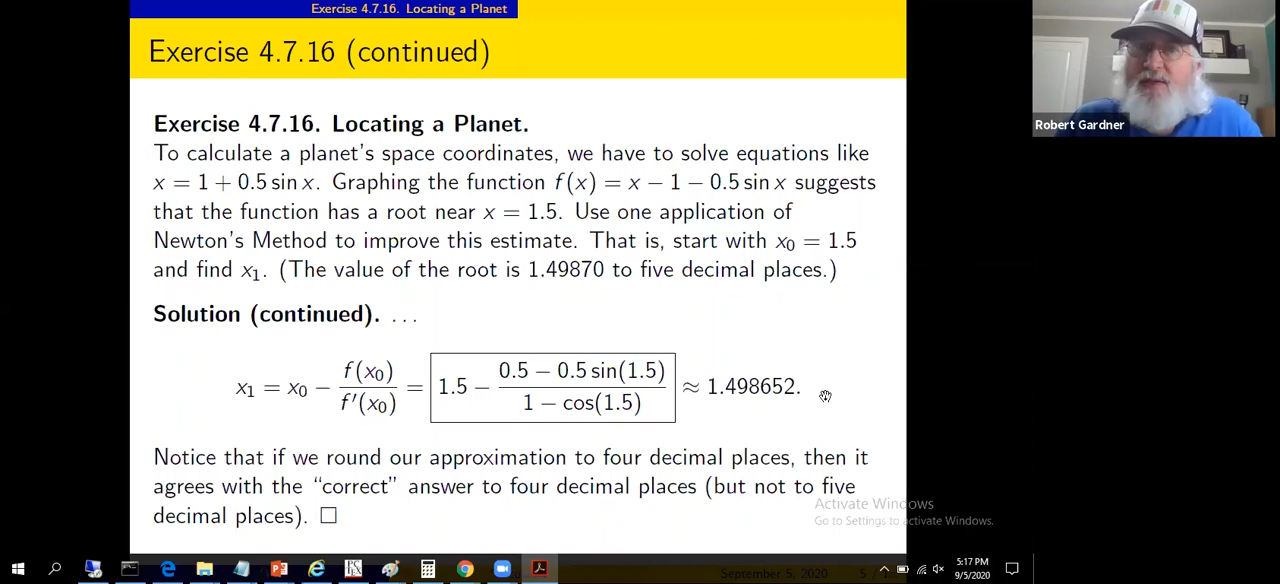 Exercise 4.7.16. Locating a Planet
Exercise 4.7.16 (continued)
Exercise 4.7.16. Locating a Planet.
To calculate a planet's space coordinates, we have to solve equations like
x = 1 + 0.5 sin x. Graphing the function f(x) = x − 1 − 0.5 sin x suggests
that the function has a root near x = 1.5. Use one application of
Newton's Method to improve this estimate. That is, start with x₀ = 1.5
and find x₁. (The value of the root is 1.49870 to five decimal places.)
Solution (continued). . . .
x₁ = x₀ − f(x₀)/f′(x₀) = 1.5 − (0.5 − 0.5 sin(1.5))/(1 − cos(1.5)) ≈ 1.498652.
Notice that if we round our approximation to four decimal places, then it
agrees with the "correct" answer to four decimal places (but not to five
decimal places). □
Activate Windows
Go to Settings to activate Windows.
Robert Gardner
September 5, 2020
5:17 PM
9/5/2020